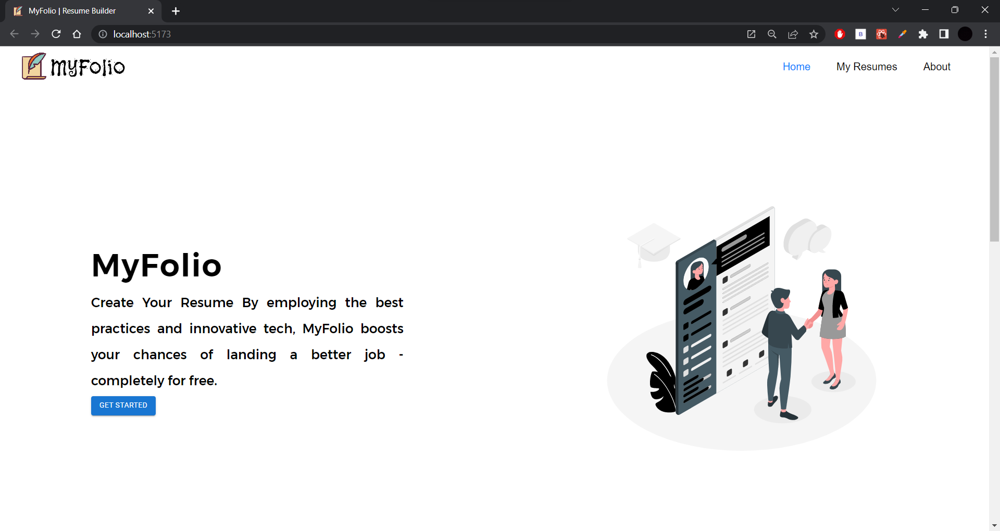 MyFolio | Resume Builder
localhost:5173
B
MyFolio
Home
My Resumes
About
MyFolio
Create Your Resume By employing the best
practices and innovative tech, MyFolio boosts
your chances of landing a better job -
completely for free.
GET STARTED